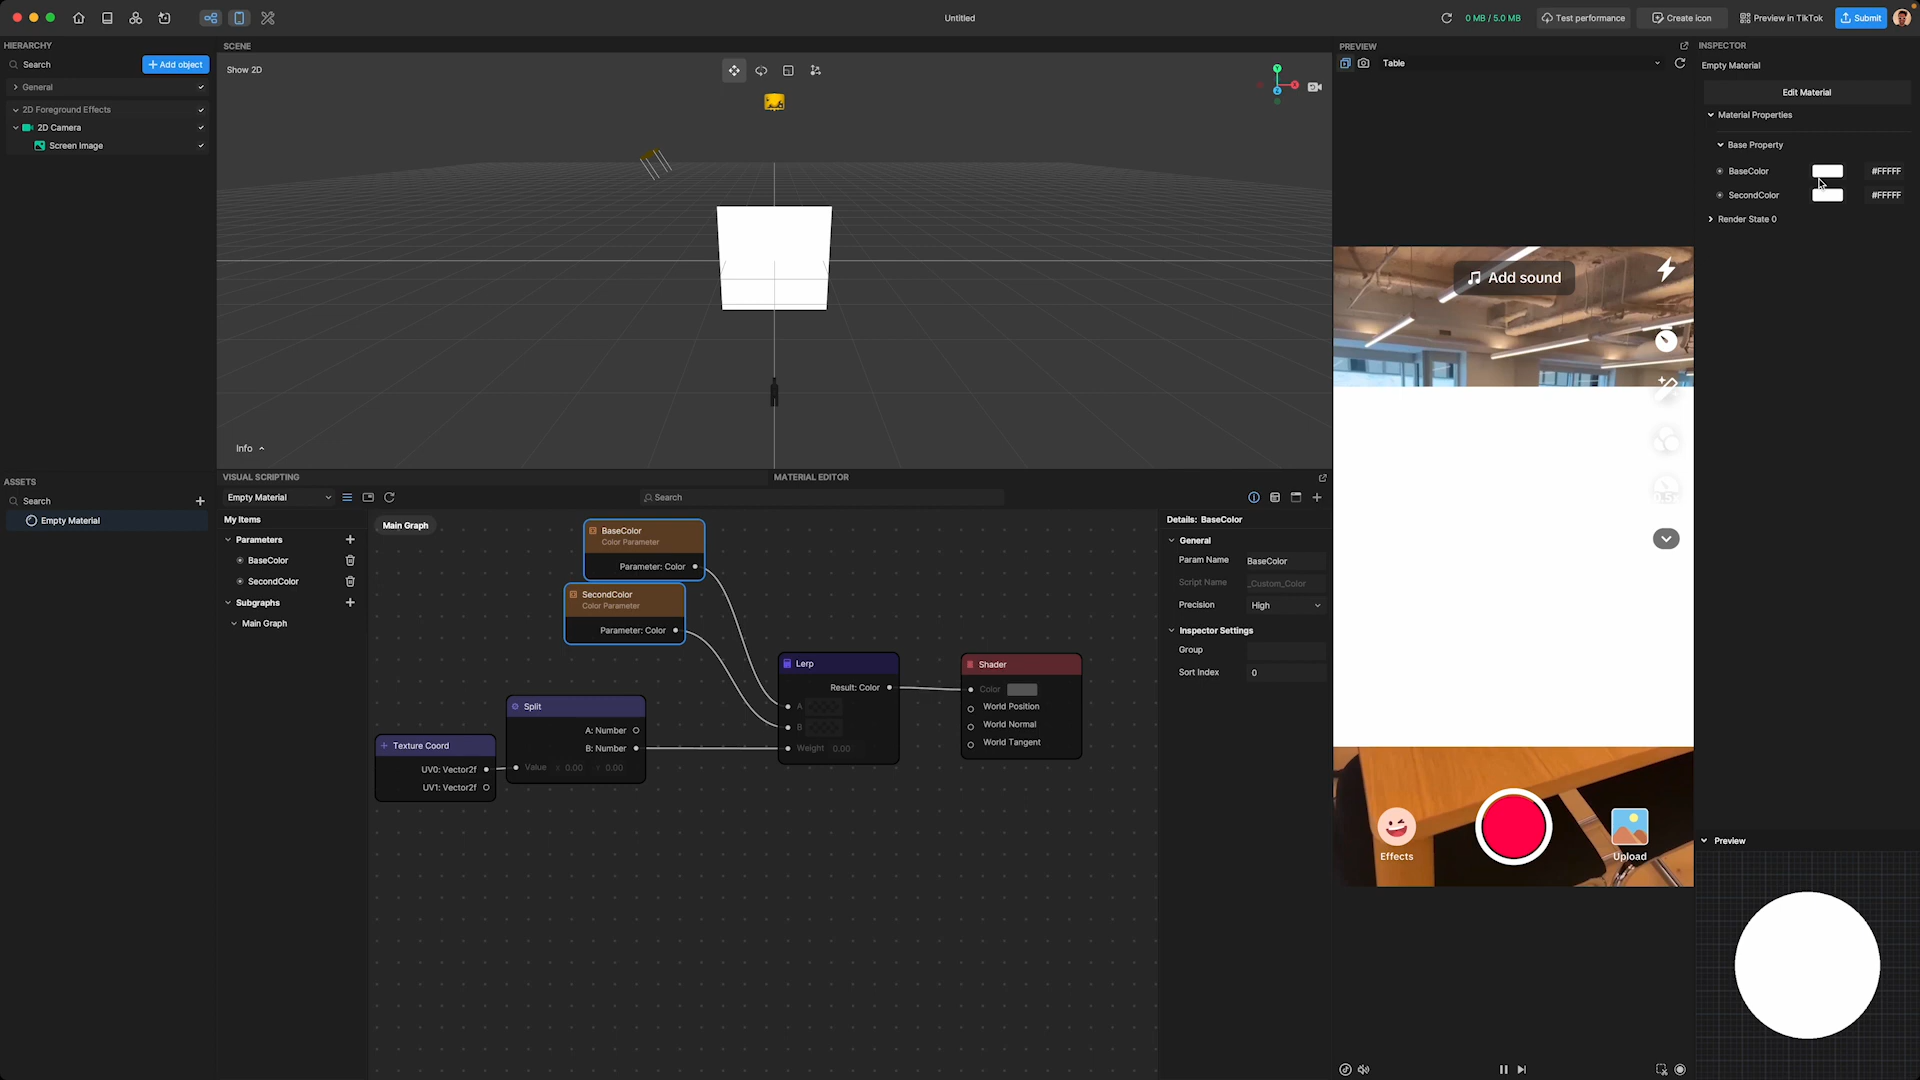 Untitled
0 MB / 5.0 MB
Test performance
Create icon
Preview in TikTok
Submit
HIERARCHY
Search
Add object
General
2D Foreground Effects
2D Camera
Screen Image
SCENE
Show 2D
Info
PREVIEW
Table
Add sound
0.5x
Effects
Upload
INSPECTOR
Empty Material
Edit Material
Material Properties
Base Property
BaseColor
#FFFFF
SecondColor
#FFFFF
Render State 0
Preview
ASSETS
Search
Empty Material
VISUAL SCRIPTING
MATERIAL EDITOR
Empty Material
Search
My Items
Parameters
BaseColor
SecondColor
Subgraphs
Main Graph
Main Graph
BaseColor
Color Parameter
Parameter: Color
SecondColor
Color Parameter
Parameter: Color
Texture Coord
UV0: Vector2f
UV1: Vector2f
Split
A: Number
B: Number
Value X 0.00 Y 0.00
Lerp
Result: Color
A
B
Weight 0.00
Shader
Color
World Position
World Normal
World Tangent
Details: BaseColor
General
Param Name BaseColor
Script Name _Custom_Color
Precision High
Inspector Settings
Group
Sort Index 0